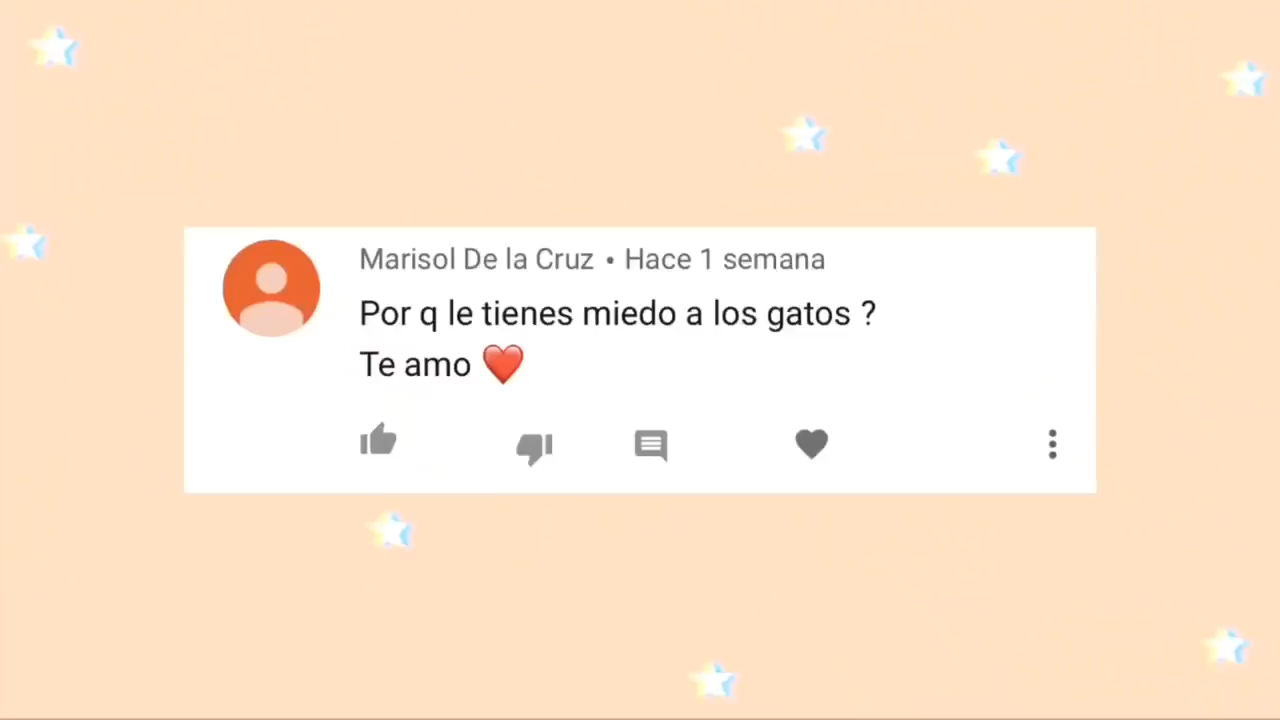 Marisol De la Cruz • Hace 1 semana
Por q le tienes miedo a los gatos ?
Te amo ❤️